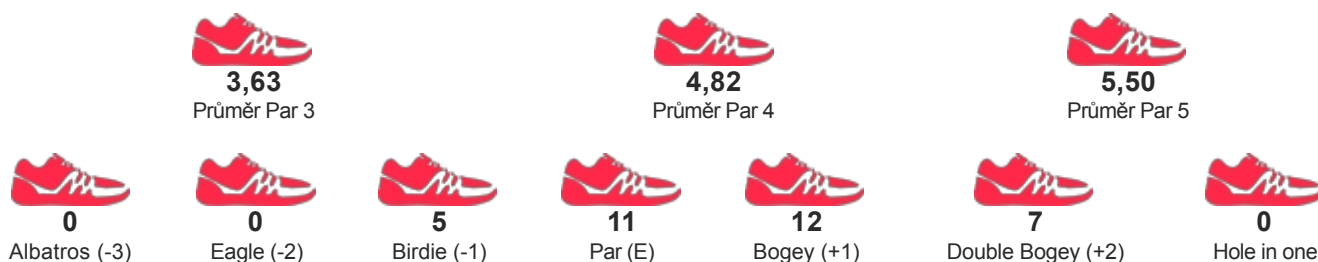 3,63
Průměr Par 3
4,82
Průměr Par 4
5,50
Průměr Par 5
0
Albatros (-3)
0
Eagle (-2)
5
Birdie (-1)
11
Par (E)
12
Bogey (+1)
7
Double Bogey (+2)
0
Hole in one